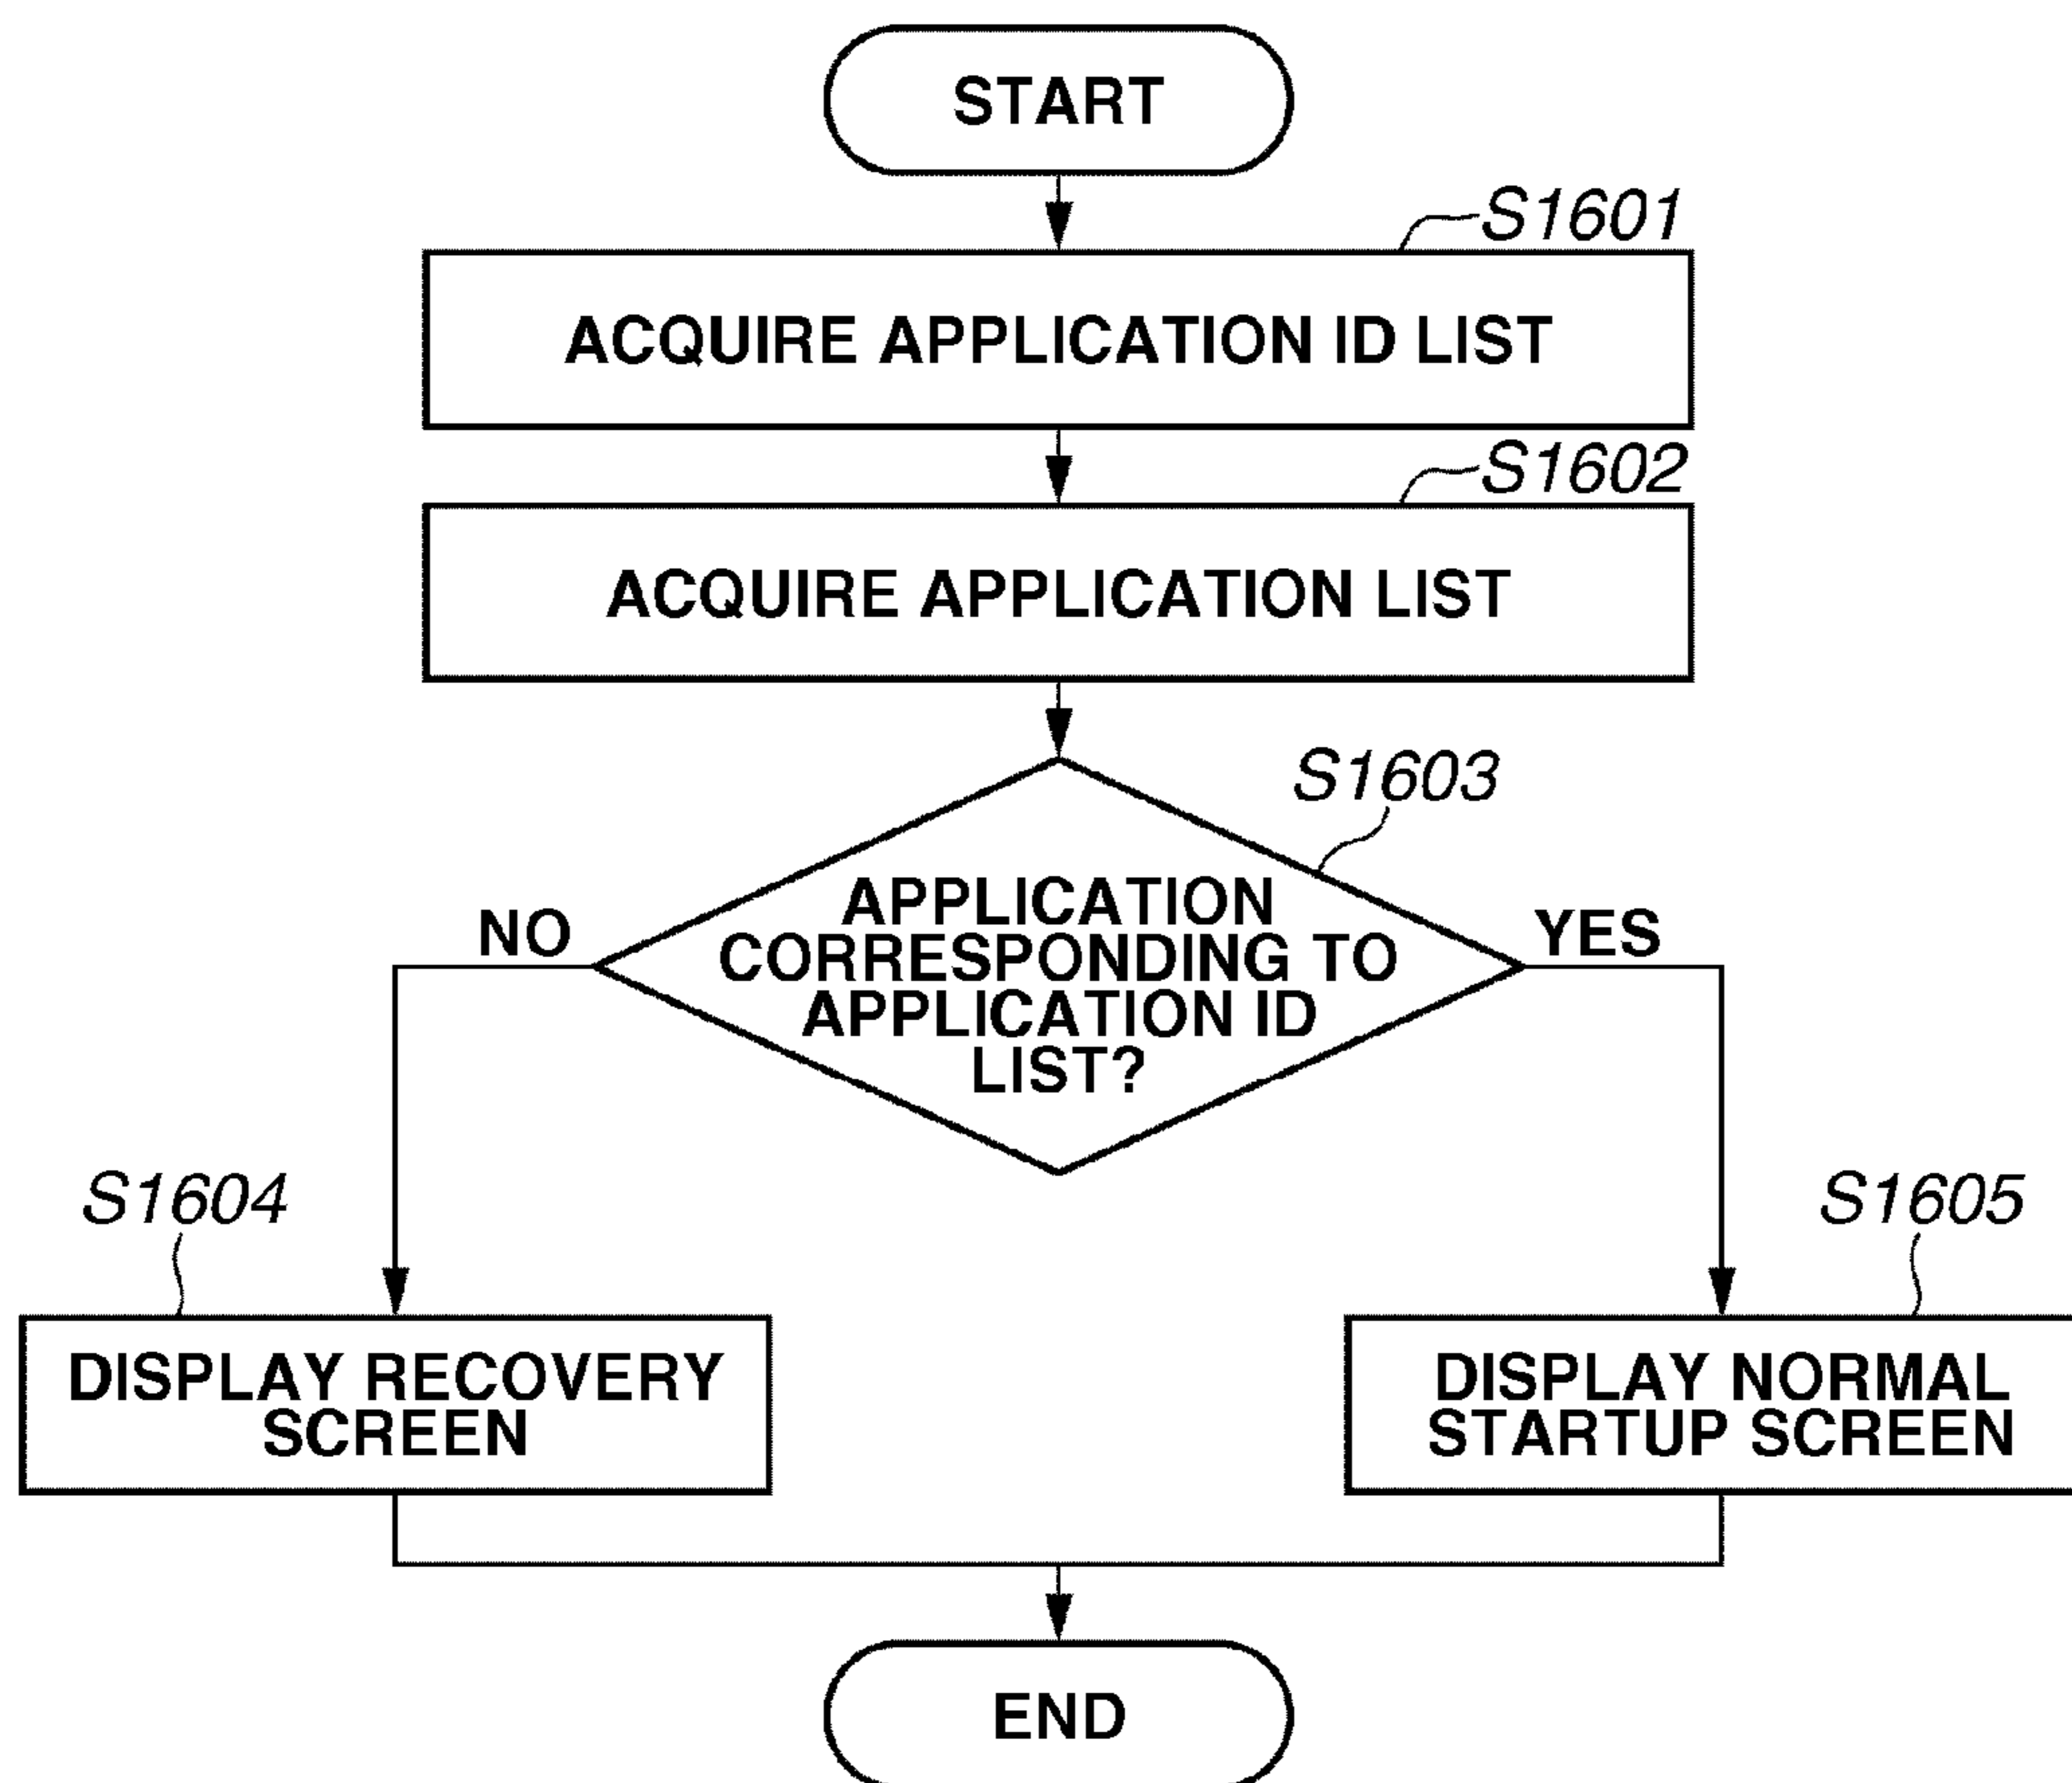 START
S1601
ACQUIRE APPLICATION ID LIST
S1602
ACQUIRE APPLICATION LIST
S1603
APPLICATION
CORRESPONDING TO
APPLICATION ID
LIST?
NO
YES
S1604
DISPLAY RECOVERY
SCREEN
S1605
DISPLAY NORMAL
STARTUP SCREEN
END